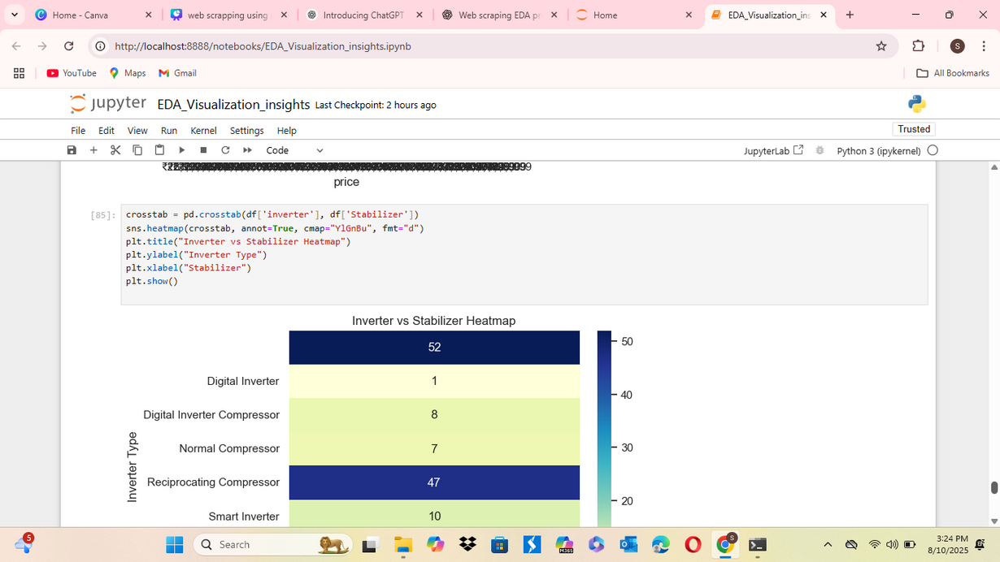 Home - Canva
web scrapping using
Introducing ChatGPT
Web scraping EDA pr
Home
EDA_Visualization_ins
http://localhost:8888/notebooks/EDA_Visualization_insights.ipynb
S
YouTube
Maps
Gmail
All Bookmarks
jupyter EDA_Visualization_insights Last Checkpoint: 2 hours ago
File Edit View Run Kernel Settings Help
Trusted
Code
JupyterLab
Python 3 (ipykernel)
price
[85]:
crosstab = pd.crosstab(df['inverter'], df['Stabilizer'])
sns.heatmap(crosstab, annot=True, cmap="YlGnBu", fmt="d")
plt.title("Inverter vs Stabilizer Heatmap")
plt.ylabel("Inverter Type")
plt.xlabel("Stabilizer")
plt.show()
Inverter vs Stabilizer Heatmap
52
Digital Inverter 1
Digital Inverter Compressor 8
Normal Compressor 7
Reciprocating Compressor 47
Smart Inverter 10
Inverter Type
50
40
30
20
5
Search
M365
S
3:24 PM
8/10/2025